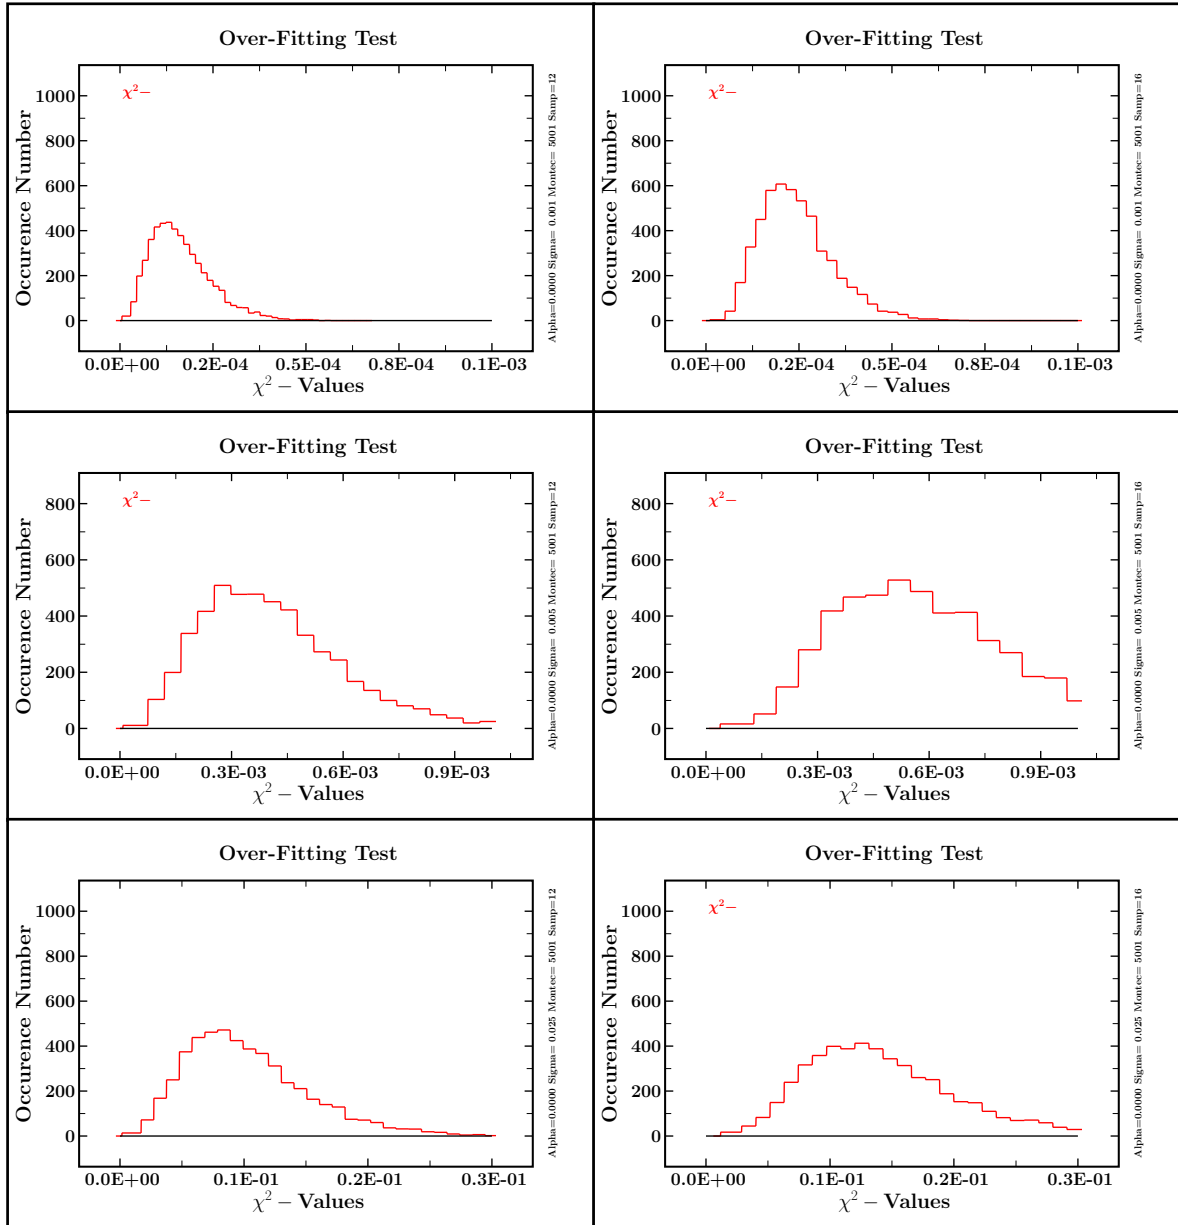 Over-Fitting Test
χ²–
Occurence Number
1000
800
600
400
200
0
0.0E+00 0.2E-04 0.5E-04 0.8E-04 0.1E-03
χ² – Values
Alpha=0.0000 Sigma= 0.001 Montec= 5001 Samp=12
Over-Fitting Test
χ²–
Occurence Number
1000
800
600
400
200
0
0.0E+00 0.2E-04 0.5E-04 0.8E-04 0.1E-03
χ² – Values
Alpha=0.0000 Sigma= 0.001 Montec= 5001 Samp=16
Over-Fitting Test
χ²–
Occurence Number
800
600
400
200
0
0.0E+00 0.3E-03 0.6E-03 0.9E-03
χ² – Values
Alpha=0.0000 Sigma= 0.005 Montec= 5001 Samp=12
Over-Fitting Test
χ²–
Occurence Number
800
600
400
200
0
0.0E+00 0.3E-03 0.6E-03 0.9E-03
χ² – Values
Alpha=0.0000 Sigma= 0.005 Montec= 5001 Samp=16
Over-Fitting Test
Occurence Number
1000
800
600
400
200
0
0.0E+00 0.1E-01 0.2E-01 0.3E-01
χ² – Values
Alpha=0.0000 Sigma= 0.025 Montec= 5001 Samp=12
Over-Fitting Test
χ²–
Occurence Number
1000
800
600
400
200
0
0.0E+00 0.1E-01 0.2E-01 0.3E-01
χ² – Values
Alpha=0.0000 Sigma= 0.025 Montec= 5001 Samp=16